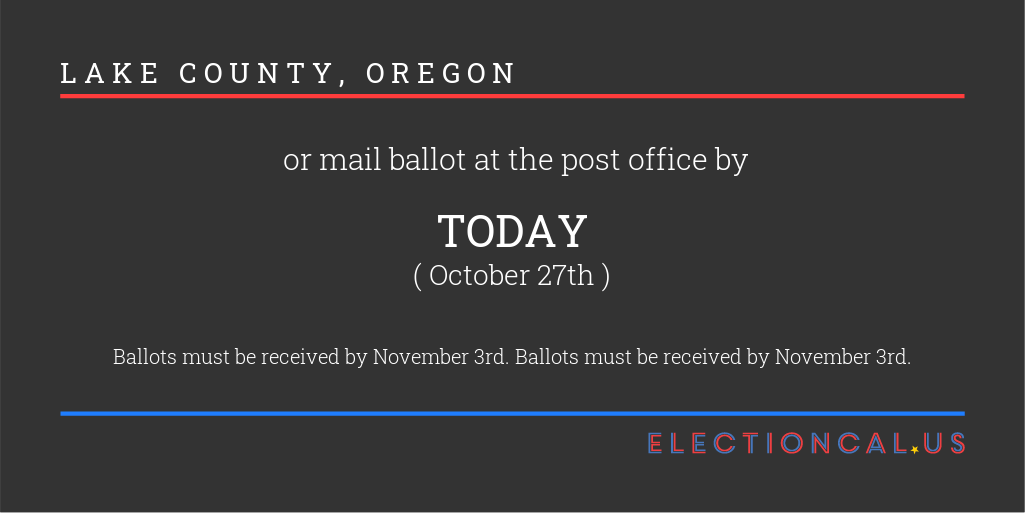 LAKE COUNTY, OREGON
or mail ballot at the post office by
TODAY
( October 27th )
Ballots must be received by November 3rd. Ballots must be received by November 3rd.
ELECTIONCAL.US